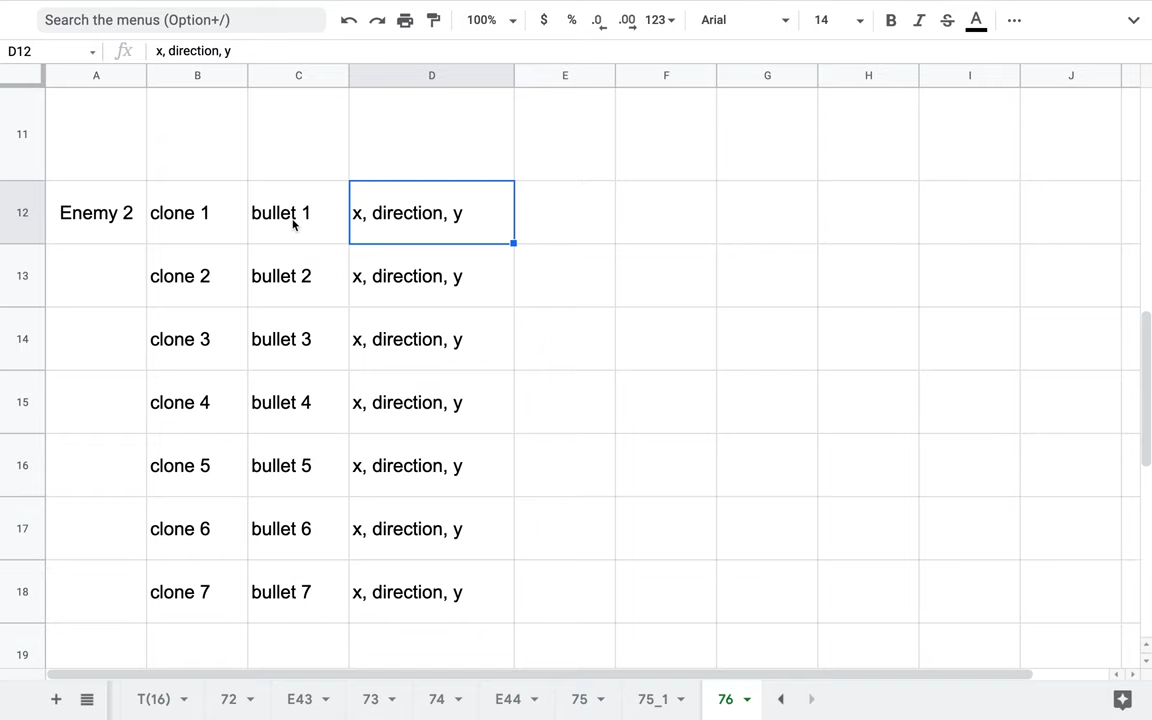 Search the menus (Option+/) 100% $ % .0 .00 123 Arial 14 B I S A
D12 fx x, direction, y
A B C D E F G H I J
11
12 Enemy 2 clone 1 bullet 1 x, direction, y
13 clone 2 bullet 2 x, direction, y
14 clone 3 bullet 3 x, direction, y
15 clone 4 bullet 4 x, direction, y
16 clone 5 bullet 5 x, direction, y
17 clone 6 bullet 6 x, direction, y
18 clone 7 bullet 7 x, direction, y
19
T(16) 72 E43 73 74 E44 75 75_1 76